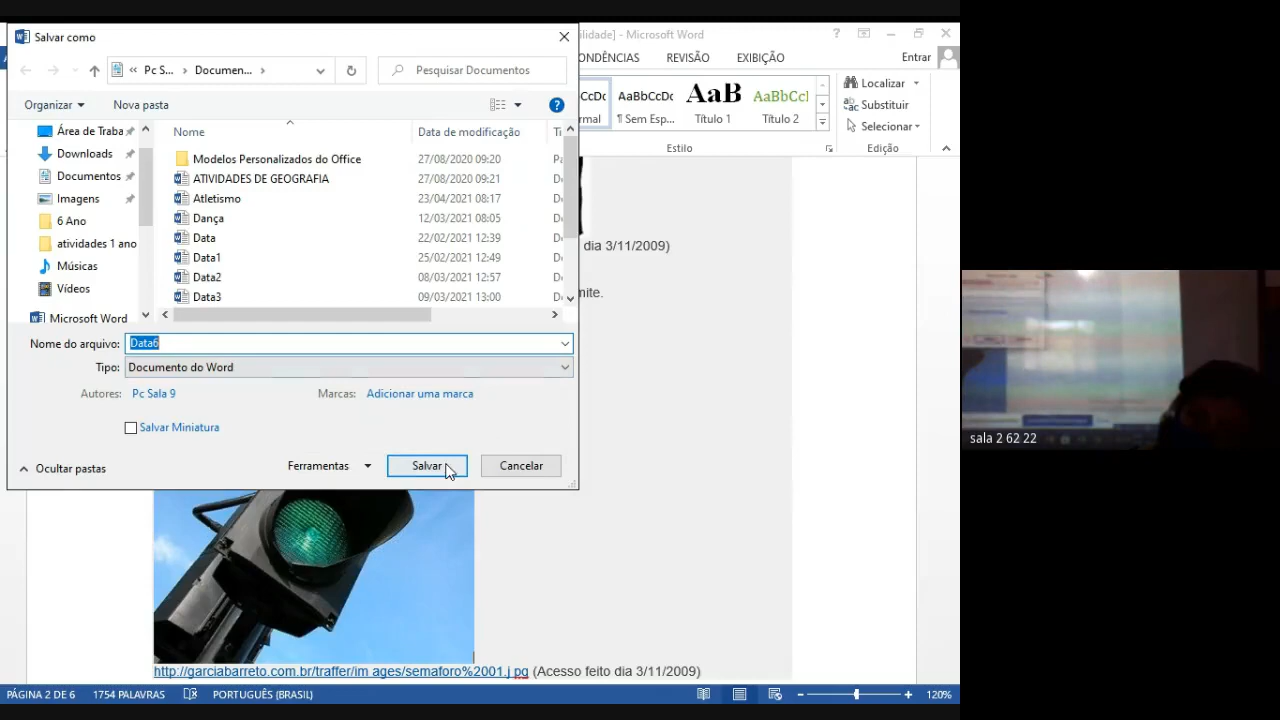 Salvar como
ilidade] - Microsoft Word
ONDÊNCIAS REVISÃO EXIBIÇÃO Entrar
« Pc S... › Documen... ›
Pesquisar Documentos
Organizar Nova pasta
AaBbCcDc AaB AaBbCcI
rmal ¶ Sem Esp... Título 1 Título 2
Estilo
Localizar
Substituir
Selecionar
Edição
Área de Traba
Downloads
Documentos
Imagens
6 Ano
atividades 1 ano
Músicas
Vídeos
Microsoft Word
Nome Data de modificação Ti
Modelos Personalizados do Office 27/08/2020 09:20
ATIVIDADES DE GEOGRAFIA 27/08/2020 09:21
Atletismo 23/04/2021 08:17
Dança 12/03/2021 08:05
Data 22/02/2021 12:39
Data1 25/02/2021 12:49
Data2 08/03/2021 12:57
Data3 09/03/2021 13:00
Nome do arquivo: Data6
Tipo: Documento do Word
Autores: Pc Sala 9 Marcas: Adicionar uma marca
Salvar Miniatura
Ocultar pastas Ferramentas Salvar Cancelar
dia 3/11/2009)
mite.
http://garciabarreto.com.br/traffer/im ages/semaforo%2001.j pg (Acesso feito dia 3/11/2009)
PÁGINA 2 DE 6 1754 PALAVRAS PORTUGUÊS (BRASIL) 120%
sala 2 62 22